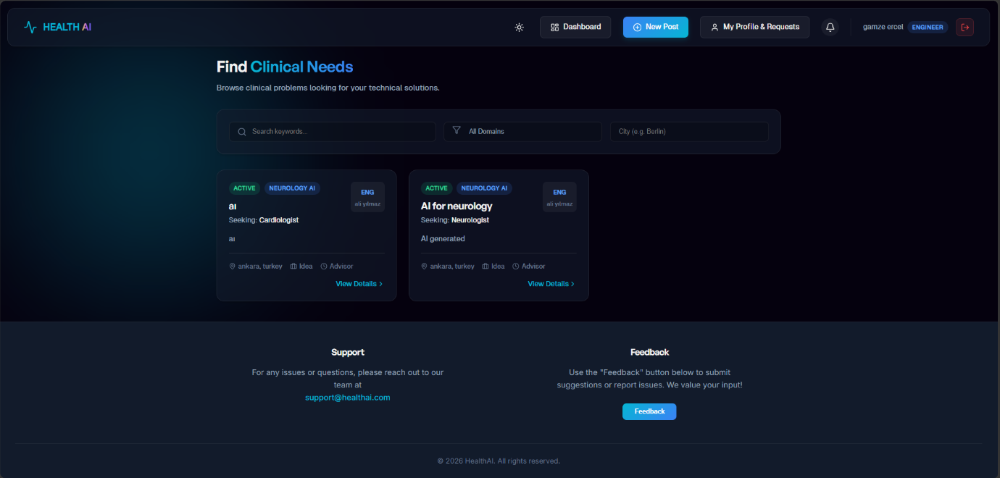 HEALTH AI
Dashboard
New Post
My Profile & Requests
gamze ercel
ENGINEER
Find Clinical Needs
Browse clinical problems looking for your technical solutions.
Search keywords...
All Domains
City (e.g. Berlin)
ACTIVE
NEUROLOGY AI
ENG
ali yılmaz
aı
Seeking: Cardiologist
aı
ankara, turkey
Idea
Advisor
View Details
ACTIVE
NEUROLOGY AI
ENG
ali yılmaz
AI for neurology
Seeking: Neurologist
AI generated
ankara, turkey
Idea
Advisor
View Details
Support
For any issues or questions, please reach out to our
team at
support@healthai.com
Feedback
Use the "Feedback" button below to submit
suggestions or report issues. We value your input!
Feedback
© 2026 HealthAI. All rights reserved.